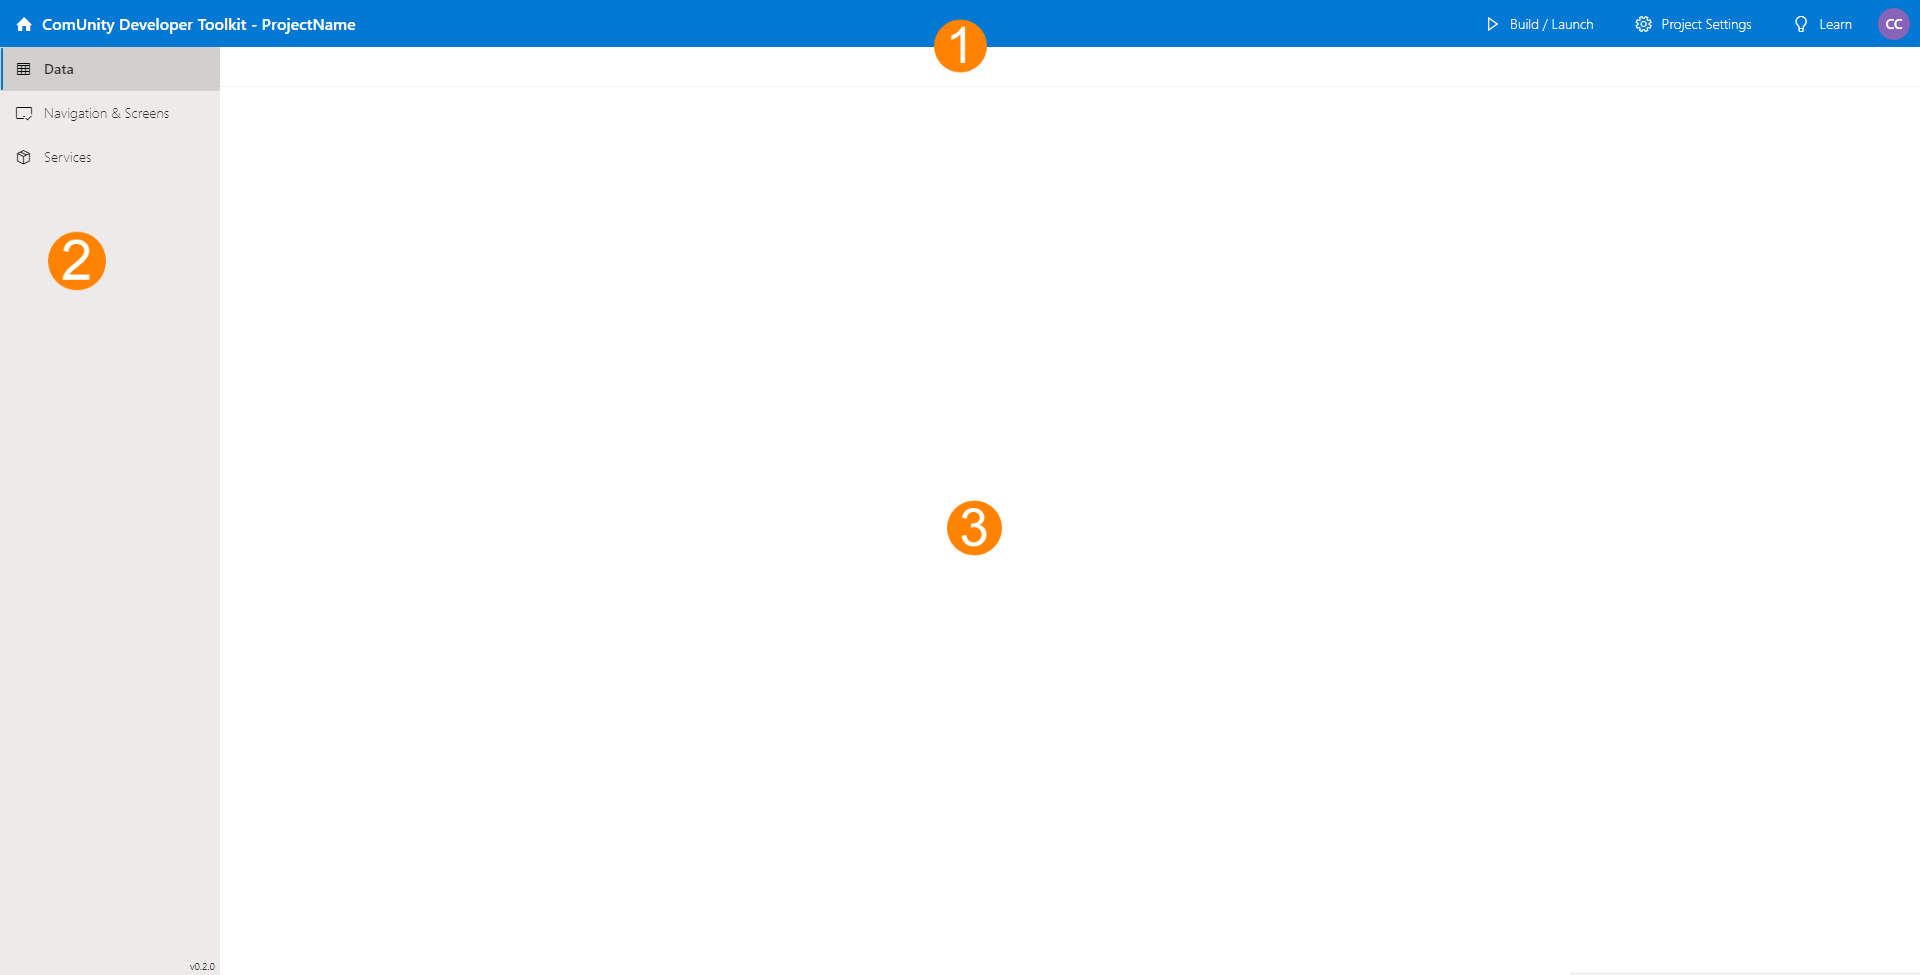 ComUnity Developer Toolkit - ProjectName
Build / Launch
Project Settings
Learn
CC
1
Data
Navigation & Screens
Services
2
3
v0.2.0